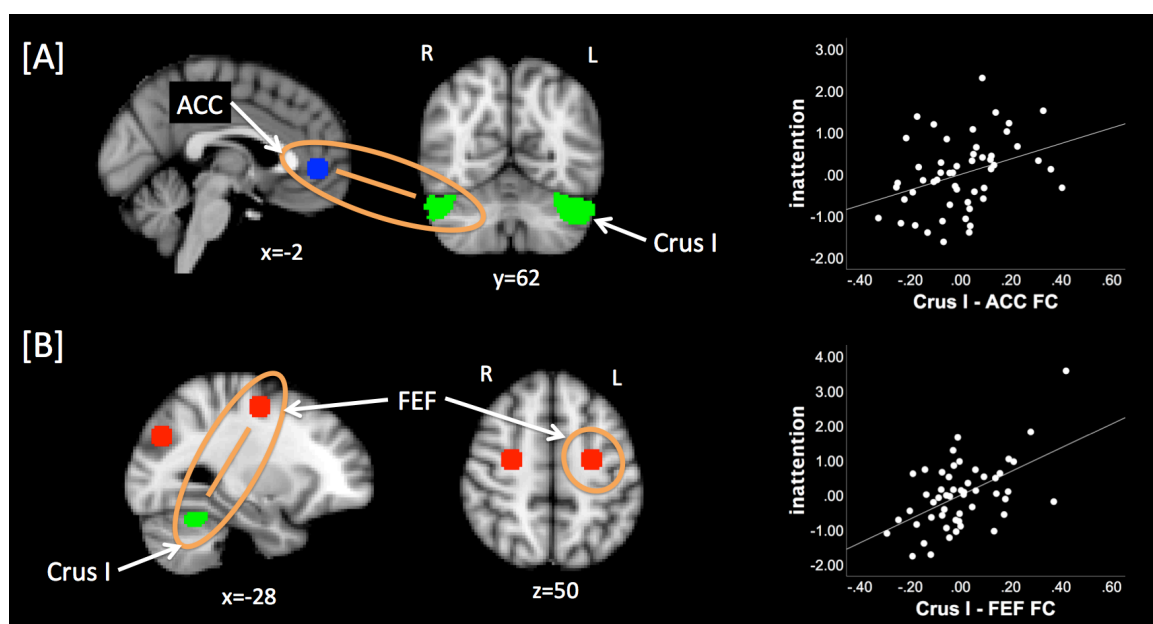 [A]
R
L
ACC
Crus I
x=-2
y=62
3.00
2.00
1.00
.00
-1.00
-2.00
inattention
-.40 -.20 .00 .20 .40 .60
Crus I - ACC FC
[B]
R
L
FEF
Crus I
x=-28
z=50
4.00
3.00
2.00
1.00
.00
-1.00
-2.00
inattention
-.40 -.20 .00 .20 .40 .60
Crus I - FEF FC